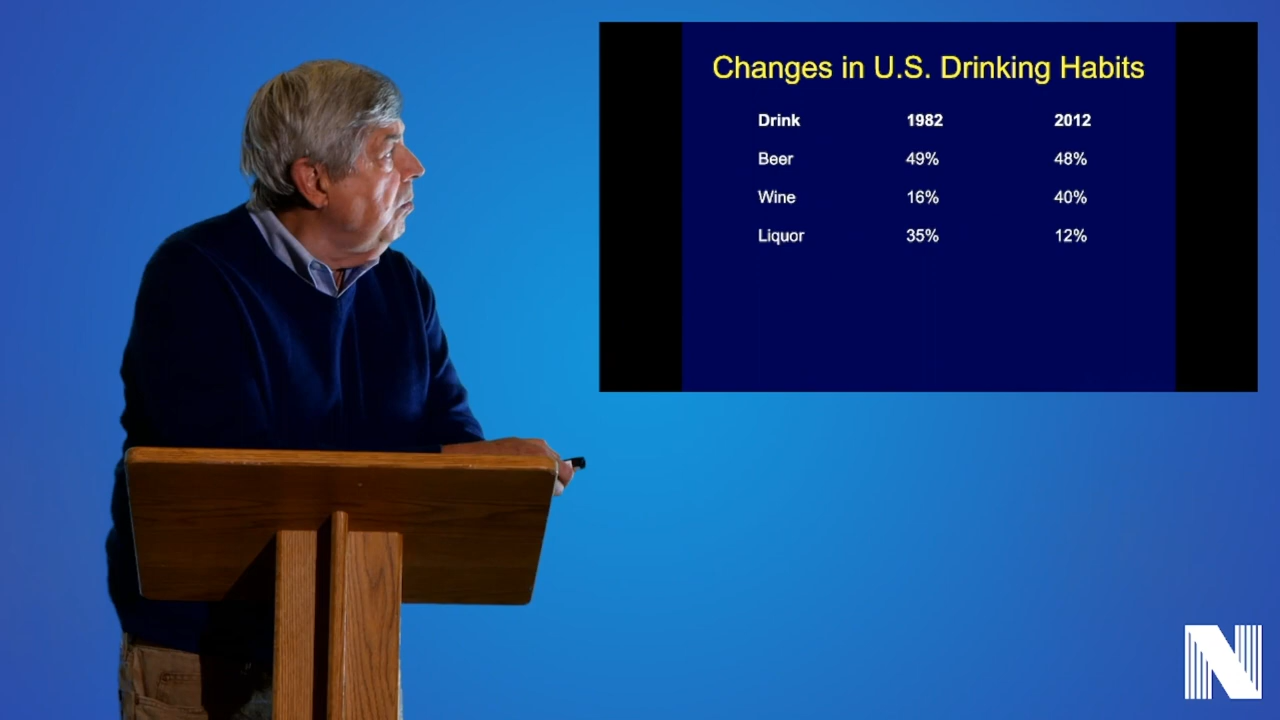 Changes in U.S. Drinking Habits
Drink 1982 2012
Beer 49% 48%
Wine 16% 40%
Liquor 35% 12%
N